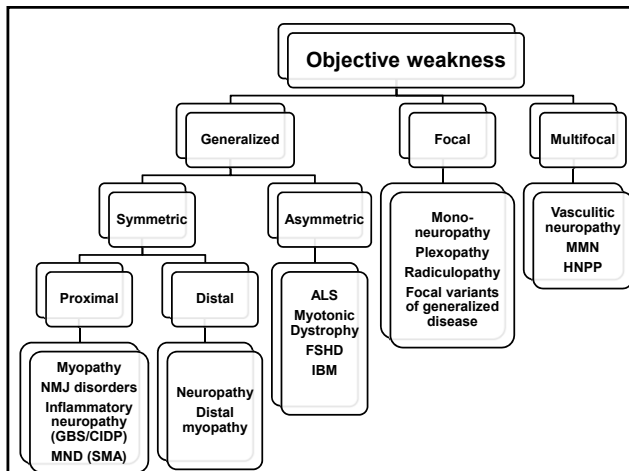 Objective weakness
Generalized
Focal
Multifocal
Symmetric
Asymmetric
Mono-
neuropathy
Plexopathy
Radiculopathy
Focal variants
of generalized
disease
Vasculitic
neuropathy
MMN
HNPP
Proximal
Distal
ALS
Myotonic
Dystrophy
FSHD
IBM
Myopathy
NMJ disorders
Inflammatory
neuropathy
(GBS/CIDP)
MND (SMA)
Neuropathy
Distal
myopathy